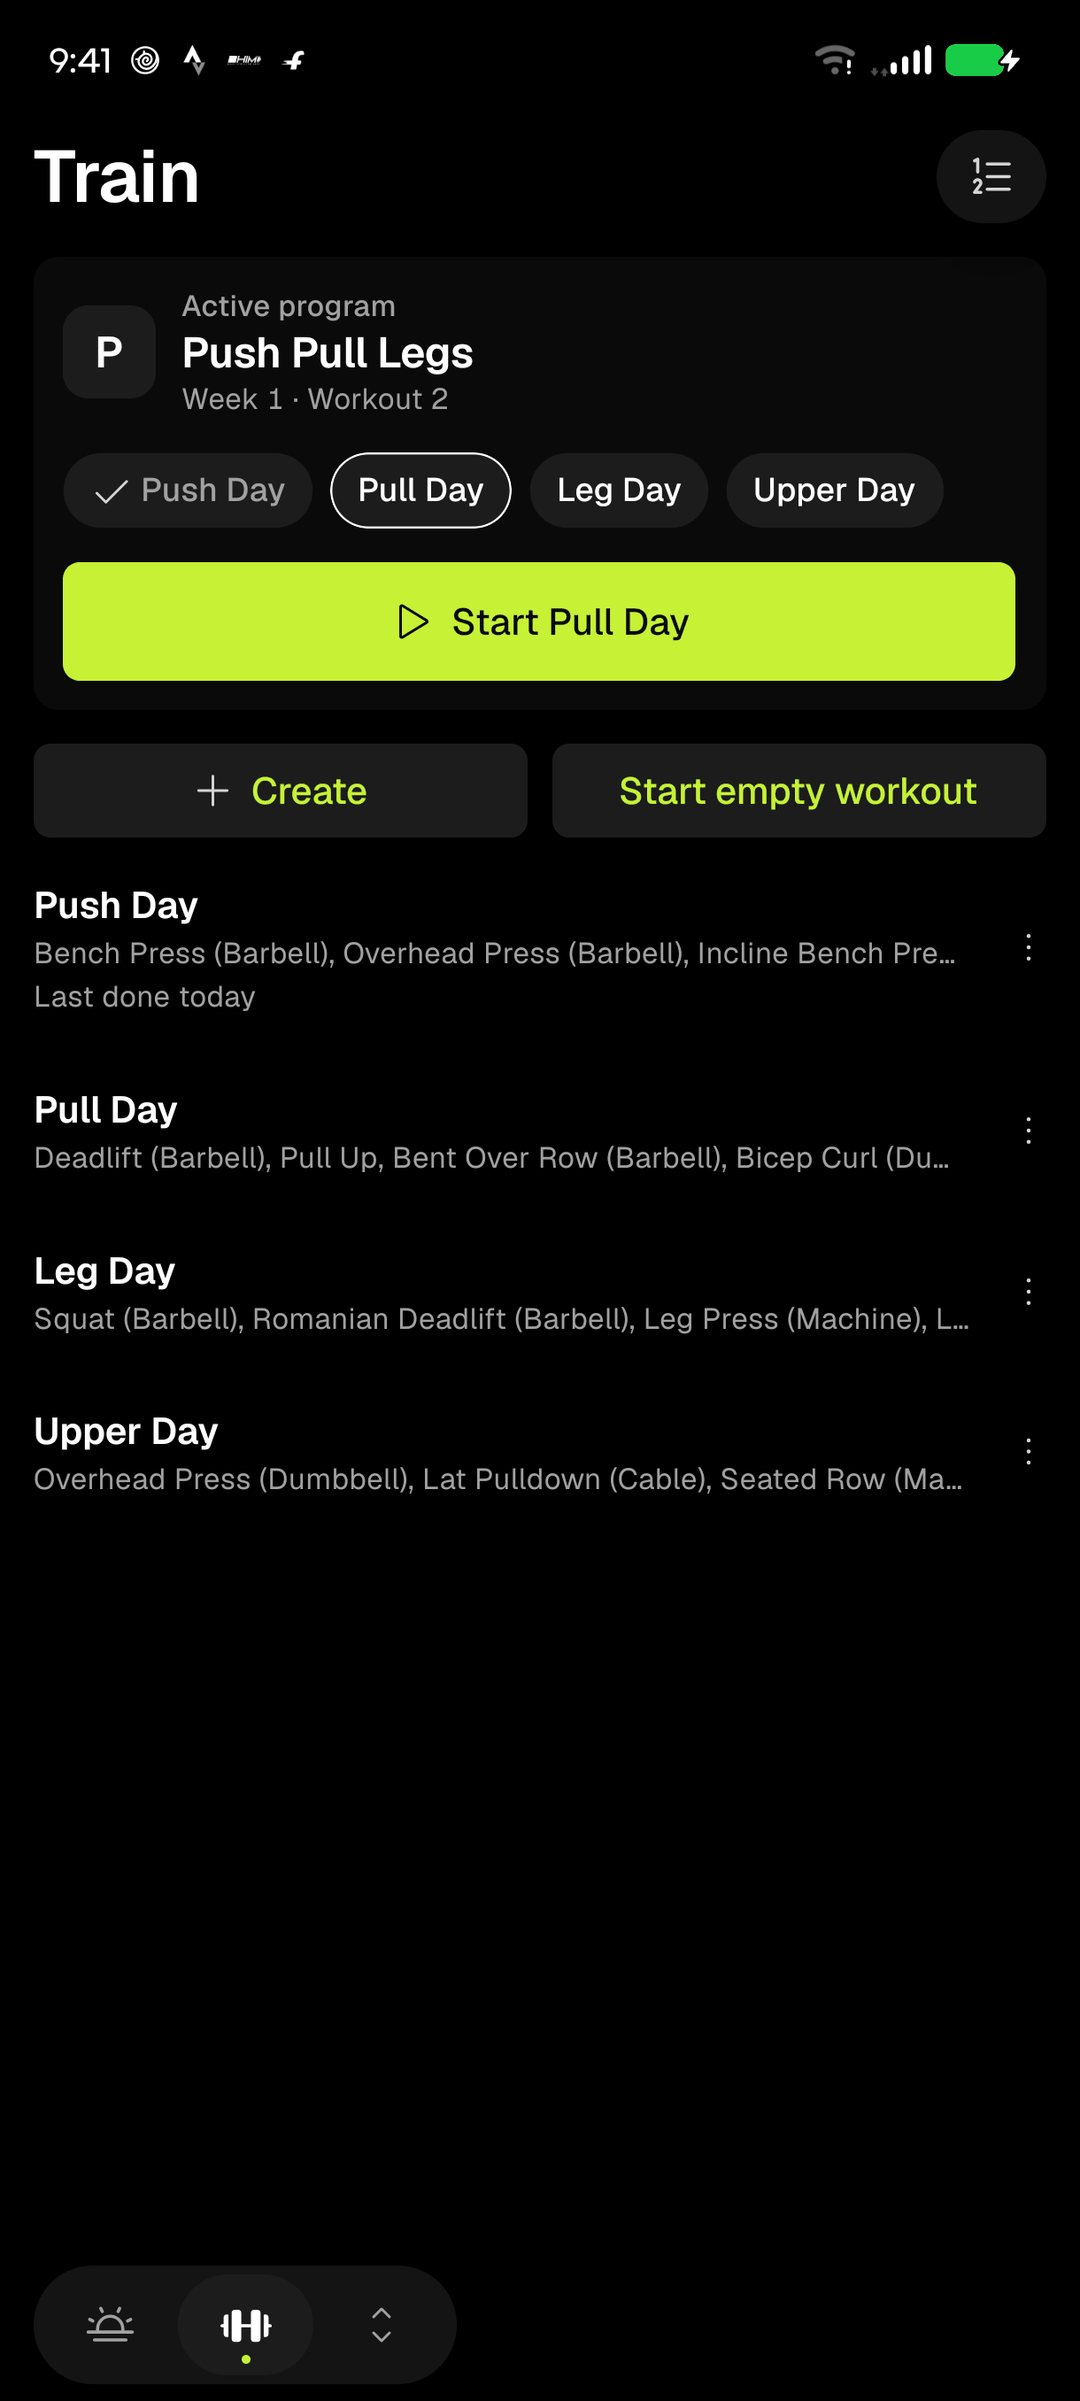 9:41
Train
1
2
Active program
P
Push Pull Legs
Week 1 · Workout 2
Push Day
Pull Day
Leg Day
Upper Day
Start Pull Day
Create
Start empty workout
Push Day
Bench Press (Barbell), Overhead Press (Barbell), Incline Bench Pre...
Last done today
Pull Day
Deadlift (Barbell), Pull Up, Bent Over Row (Barbell), Bicep Curl (Du...
Leg Day
Squat (Barbell), Romanian Deadlift (Barbell), Leg Press (Machine), L...
Upper Day
Overhead Press (Dumbbell), Lat Pulldown (Cable), Seated Row (Ma...